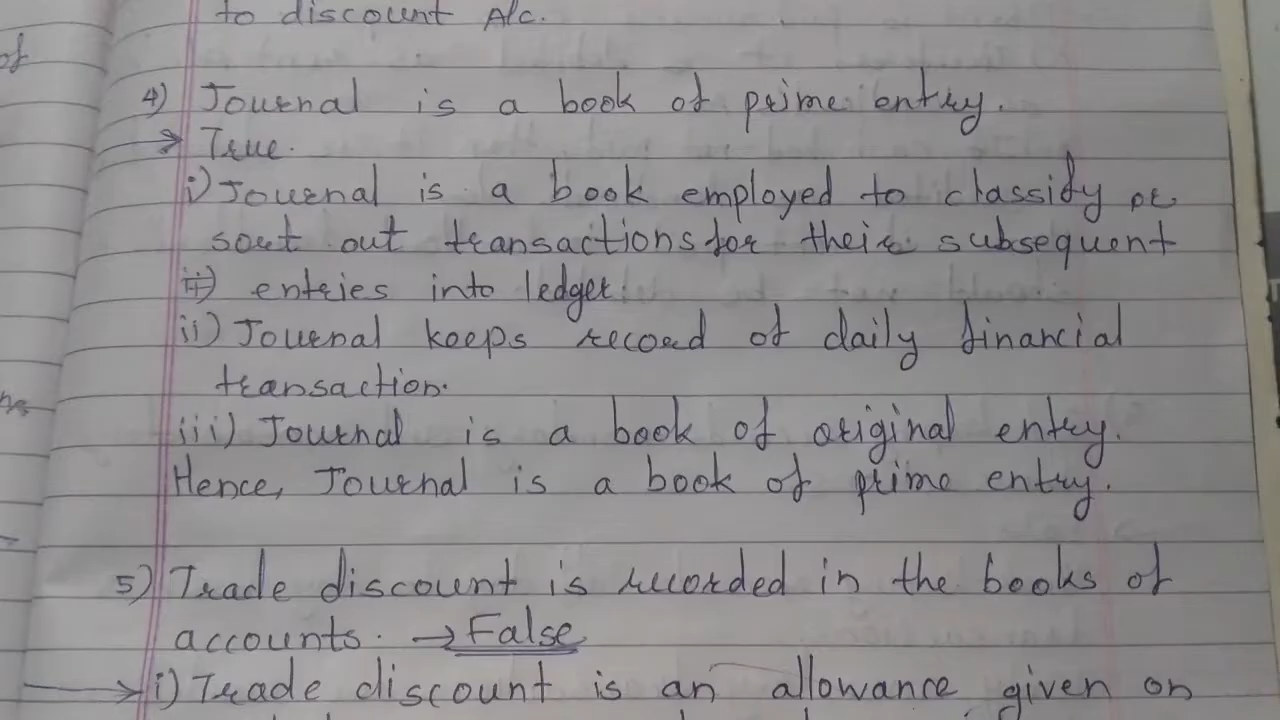 to discount A/c.
of
4) Journal is a book of prime entry.
→ True.
i) Journal is a book employed to classify or
sort out transactions for their subsequent
entries into ledger.
ii) Journal keeps record of daily financial
transaction.
iii) Journal is a book of original entry.
Hence, Journal is a book of prime entry.
5) Trade discount is recorded in the books of
accounts. → False
→ i) Trade discount is an allowance given on